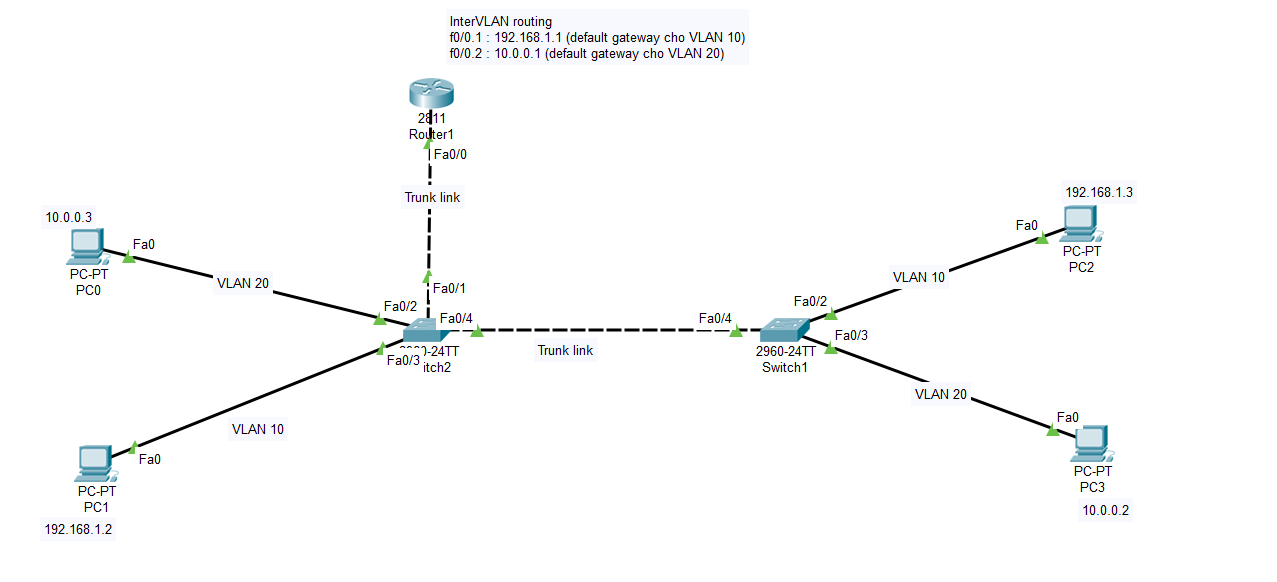 InterVLAN routing
f0/0.1 : 192.168.1.1 (default gateway cho VLAN 10)
f0/0.2 : 10.0.0.1 (default gateway cho VLAN 20)
2811
Router1
Fa0/0
Trunk link
10.0.0.3
Fa0
PC-PT
PC0
VLAN 20
192.168.1.3
Fa0
PC-PT
PC2
VLAN 10
Fa0/1
Fa0/2
Fa0/4
Fa0/3
Trunk link
Fa0/4
Fa0/2
Fa0/3
2960-24TT
Switch1
VLAN 20
VLAN 10
Fa0
PC-PT
PC1
192.168.1.2
Fa0
PC-PT
PC3
10.0.0.2